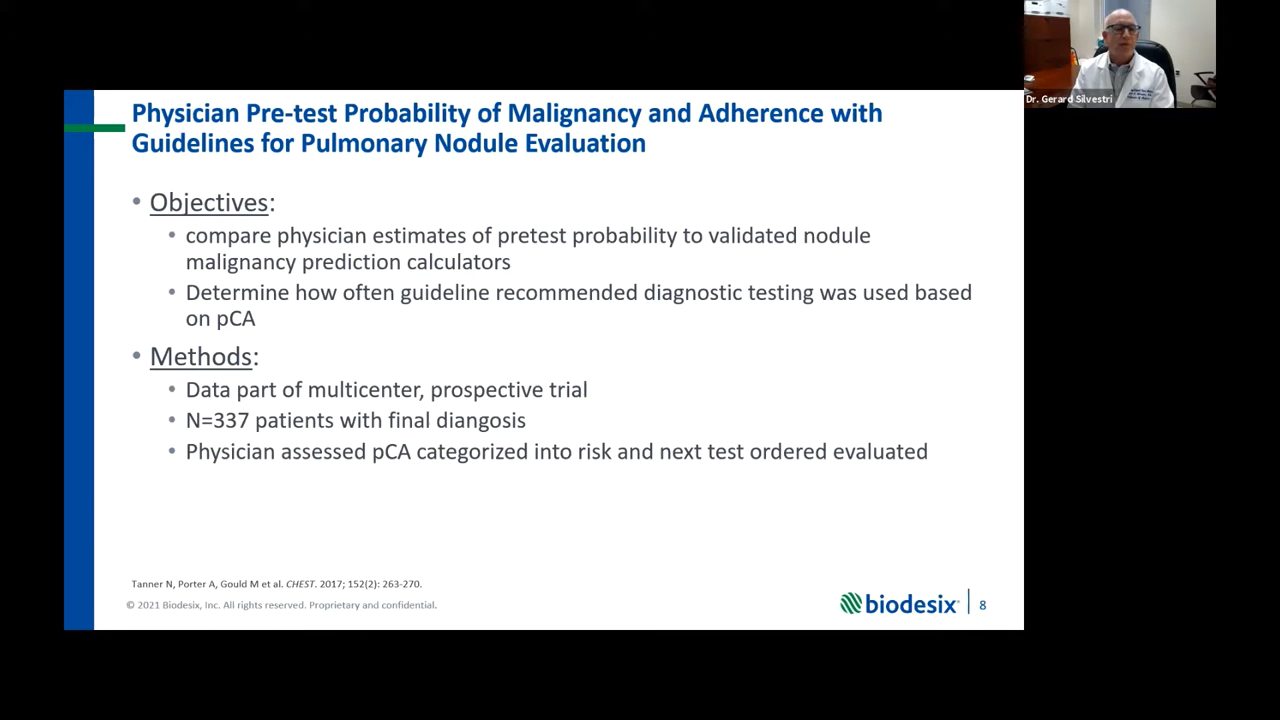 Physician Pre-test Probability of Malignancy and Adherence with
Guidelines for Pulmonary Nodule Evaluation
Dr. Gerard Silvestri
• Objectives:
• compare physician estimates of pretest probability to validated nodule
malignancy prediction calculators
• Determine how often guideline recommended diagnostic testing was used based
on pCA
• Methods:
• Data part of multicenter, prospective trial
• N=337 patients with final diangosis
• Physician assessed pCA categorized into risk and next test ordered evaluated
Tanner N, Porter A, Gould M et al. CHEST. 2017; 152(2): 263-270.
© 2021 Biodesix, Inc. All rights reserved. Proprietary and confidential.
biodesix
8